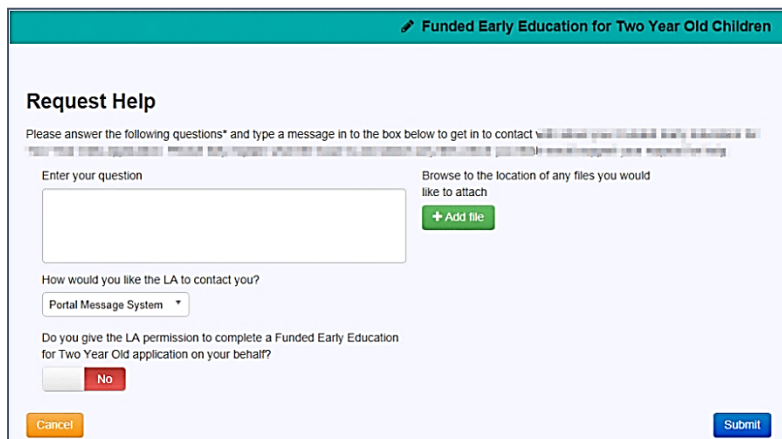 Funded Early Education for Two Year Old Children
Request Help
Please answer the following questions* and type a message in to the box below to get in to contact
Enter your question
Browse to the location of any files you would
like to attach
+ Add file
How would you like the LA to contact you?
Portal Message System
Do you give the LA permission to complete a Funded Early Education
for Two Year Old application on your behalf?
No
Cancel
Submit